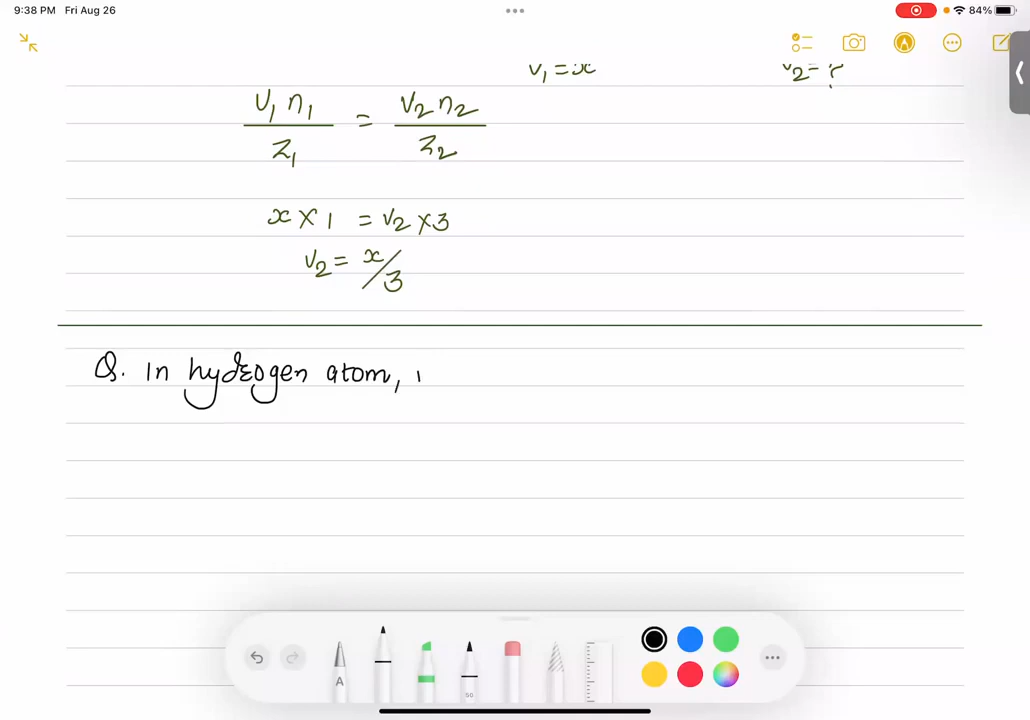 9:38 PM Fri Aug 26
84%
v₁ = x v₂ = ?
v₁ n₁ / z₁ = v₂ n₂ / z₂
x × 1 = v₂ × 3
v₂ = x/3
Q. In hydrogen atom,
A
50